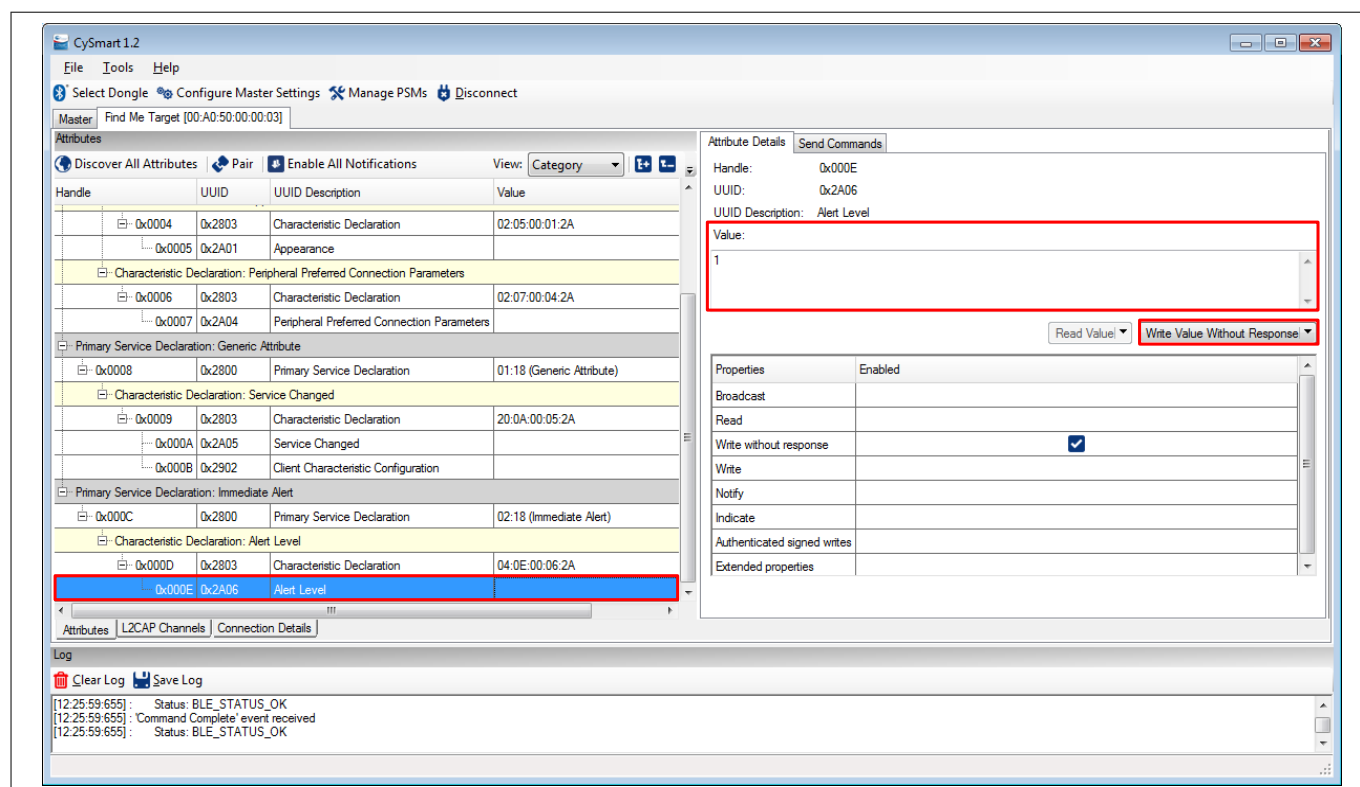 CySmart 1.2
File Tools Help
Select Dongle Configure Master Settings Manage PSMs Disconnect
Master Find Me Target [00:A0:50:00:00:03]
Attributes
Discover All Attributes Pair Enable All Notifications View: Category
Handle UUID UUID Description Value
0x0004 0x2803 Characteristic Declaration 02:05:00:01:2A
0x0005 0x2A01 Appearance
Characteristic Declaration: Peripheral Preferred Connection Parameters
0x0006 0x2803 Characteristic Declaration 02:07:00:04:2A
0x0007 0x2A04 Peripheral Preferred Connection Parameters
Primary Service Declaration: Generic Attribute
0x0008 0x2800 Primary Service Declaration 01:18 (Generic Attribute)
Characteristic Declaration: Service Changed
0x0009 0x2803 Characteristic Declaration 20:0A:00:05:2A
0x000A 0x2A05 Service Changed
0x000B 0x2902 Client Characteristic Configuration
Primary Service Declaration: Immediate Alert
0x000C 0x2800 Primary Service Declaration 02:18 (Immediate Alert)
Characteristic Declaration: Alert Level
0x000D 0x2803 Characteristic Declaration 04:0E:00:06:2A
0x000E 0x2A06 Alert Level
Attributes L2CAP Channels Connection Details
Attribute Details Send Commands
Handle: 0x000E
UUID: 0x2A06
UUID Description: Alert Level
Value:
1
Read Value Write Value Without Response
Properties Enabled
Broadcast
Read
Write without response
Write
Notify
Indicate
Authenticated signed writes
Extended properties
Log
Clear Log Save Log
[12:25:59:655] : Status: BLE_STATUS_OK
[12:25:59:655] : 'Command Complete' event received
[12:25:59:655] : Status: BLE_STATUS_OK